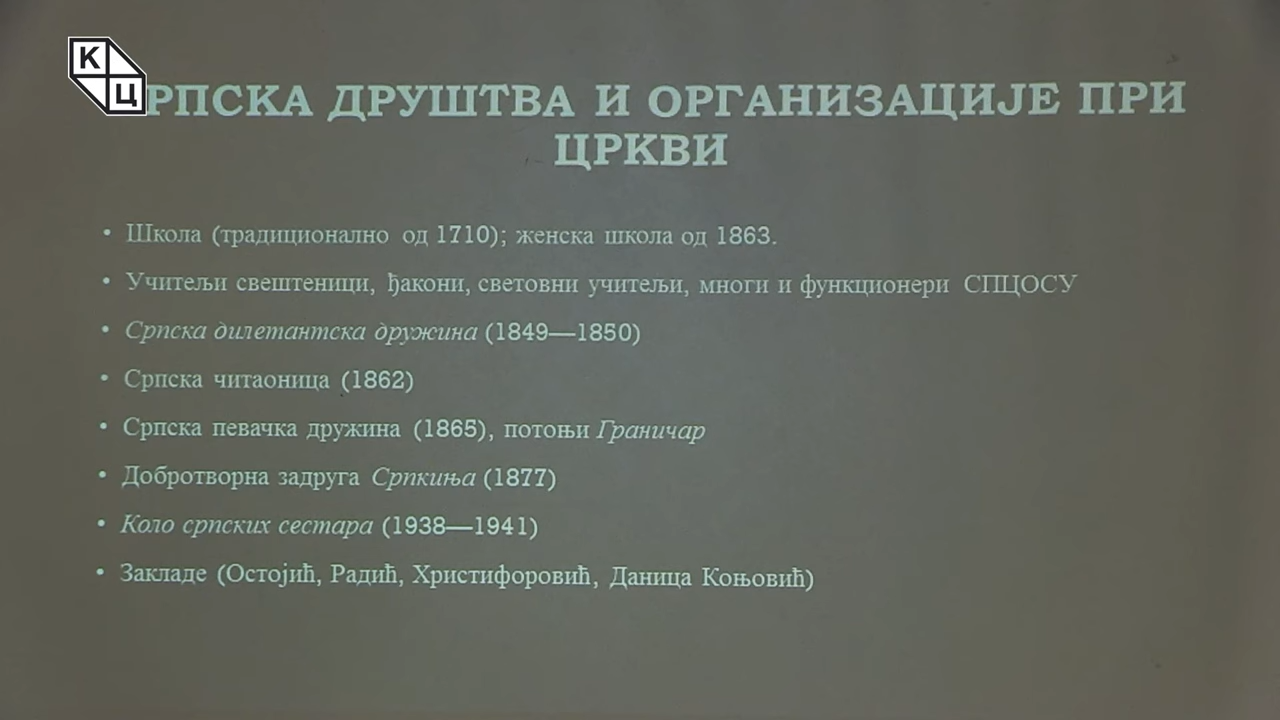 КЦ
РПСКА ДРУШТВА И ОРГАНИЗАЦИЈЕ ПРИ
ЦРКВИ
• Школа (традиционално од 1710); женска школа од 1863.
• Учитељи свештеници, ђакони, световни учитељи, многи и функционери СПЦОСУ
• Српска дилетантска дружина (1849—1850)
• Српска читаоница (1862)
• Српска певачка дружина (1865), потоњи Граничар
• Добротворна задруга Српкиња (1877)
• Коло српских сестара (1938—1941)
• Закладе (Остојић, Радић, Христифоровић, Даница Коњовић)